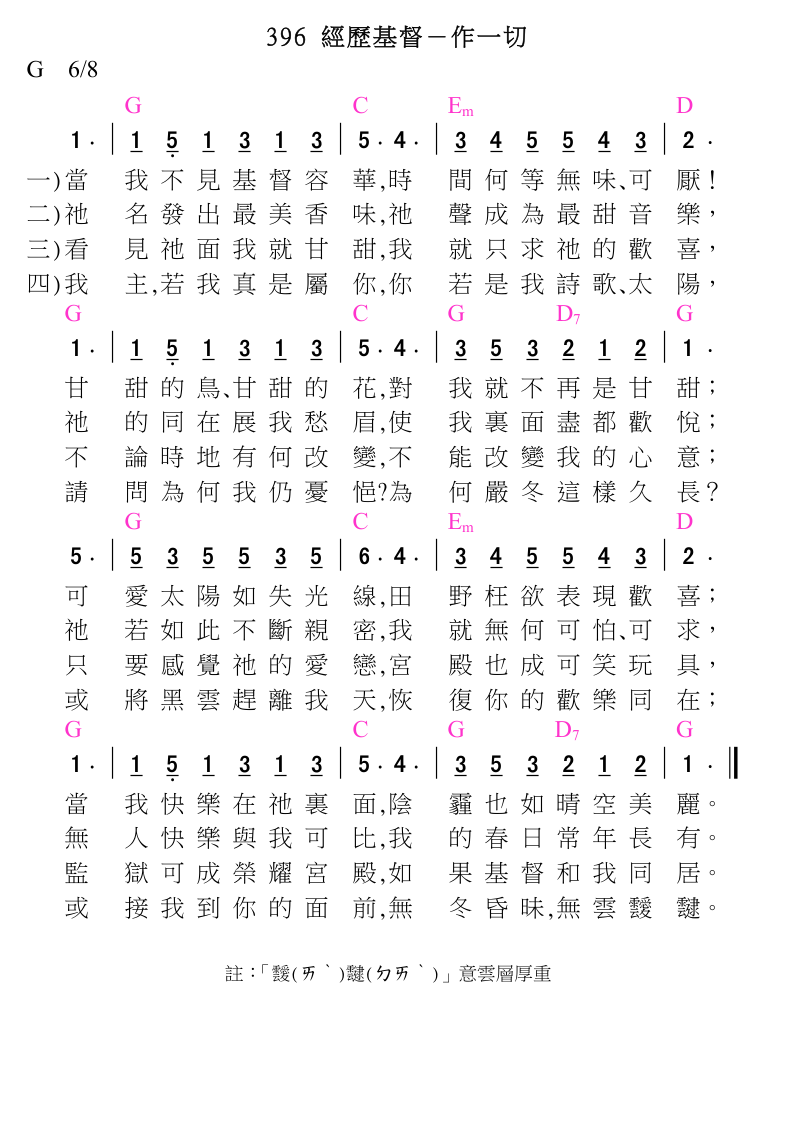 396 經歷基督－作一切
G 6/8
G C Em D
1· | 1 5 1 3 1 3 | 5· 4· | 3 4 5 5 4 3 | 2·
一)當 我不見基督容 華,時 間何等無味、可 厭！
二)祂 名發出最美香 味,祂 聲成為最甜音 樂，
三)看 見祂面我就甘 甜,我 就只求祂的歡 喜，
四)我 主,若我真是屬 你,你 若是我詩歌、太 陽，
G C G D7 G
1· | 1 5 1 3 1 3 | 5· 4· | 3 5 3 2 1 2 | 1·
甘 甜的鳥、甘甜的 花,對 我就不再是甘 甜；
祂 的同在展我愁 眉,使 我裏面盡都歡 悅；
不 論時地有何改 變,不 能改變我的心 意；
請 問為何我仍憂 悒?為 何嚴冬這樣久 長?
G C Em D
5· | 5 3 5 5 3 5 | 6· 4· | 3 4 5 5 4 3 | 2·
可 愛太陽如失光 線,田 野枉欲表現歡 喜；
祂 若如此不斷親 密,我 就無何可怕、可 求，
只 要感覺祂的愛 戀,宮 殿也成可笑玩 具，
或 將黑雲趕離我 天,恢 復你的歡樂同 在；
G C G D7 G
1· | 1 5 1 3 1 3 | 5· 4· | 3 5 3 2 1 2 | 1· ||
當 我快樂在祂裏 面,陰 霾也如晴空美 麗。
無 人快樂與我可 比,我 的春日常年長 有。
監 獄可成榮耀宮 殿,如 果基督和我同 居。
或 接我到你的面 前,無 冬昏昧,無雲靉 靆。
註：「靉(ㄞˋ)靆(ㄉㄞˋ)」意雲層厚重